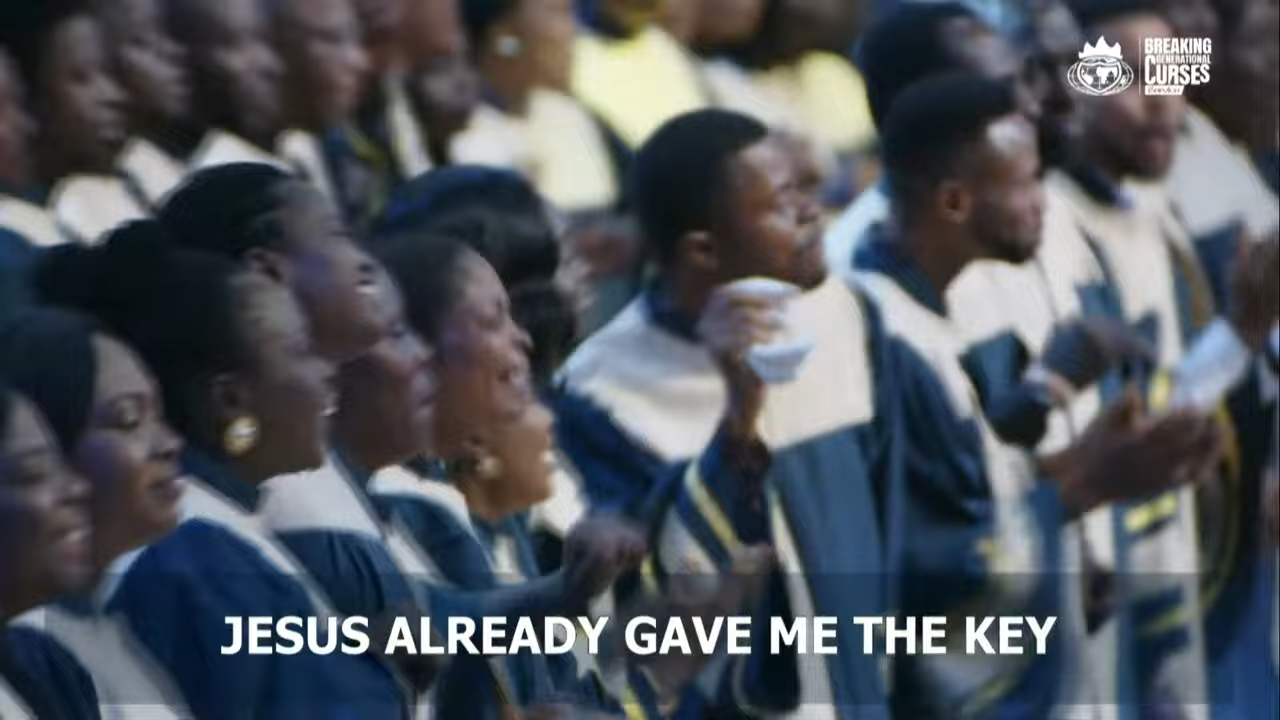 BREAKING
GENERATIONAL
CURSES
JESUS ALREADY GAVE ME THE KEY